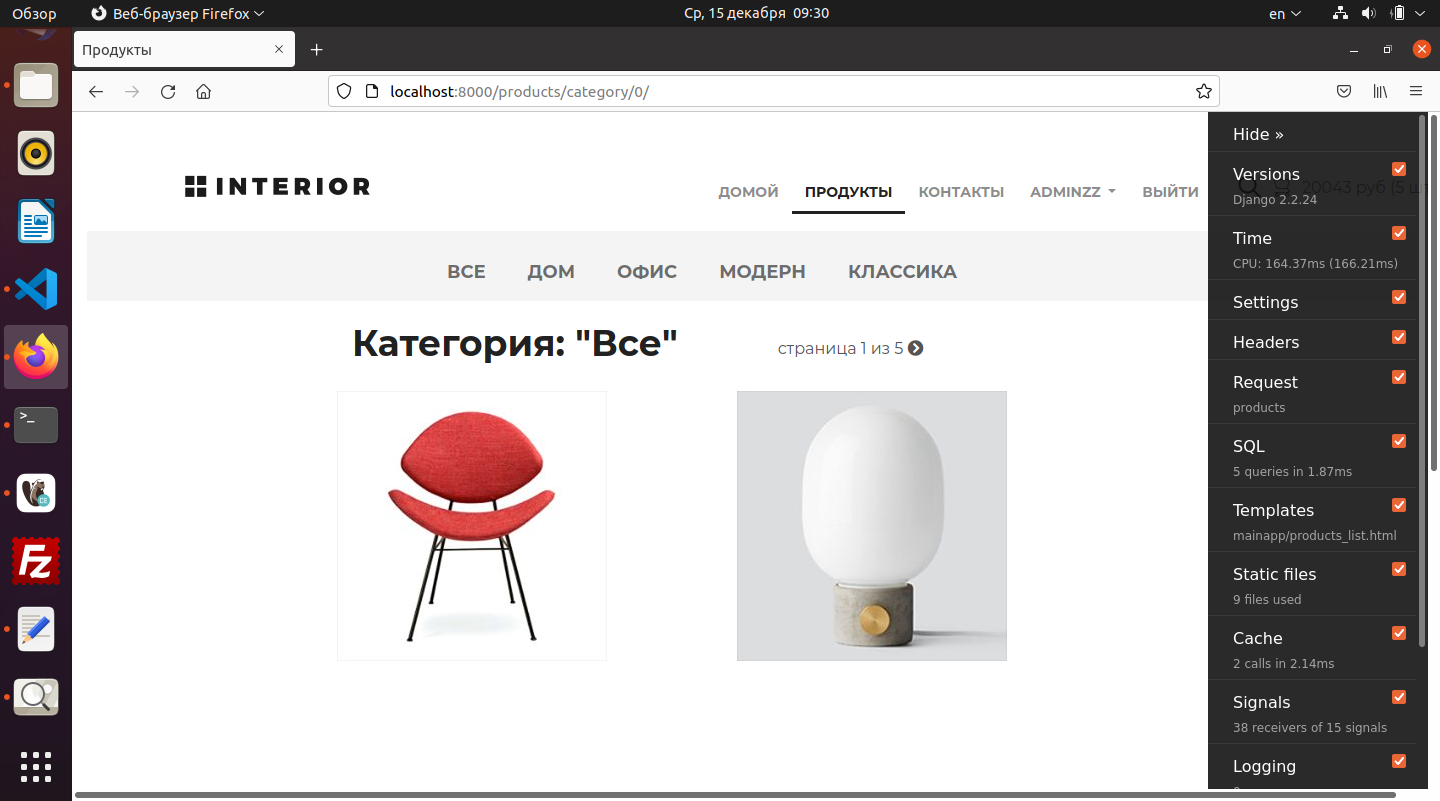 Обзор
Веб-браузер Firefox
Ср, 15 декабря 09:30
en
Продукты
localhost:8000/products/category/0/
INTERIOR
ДОМОЙ
ПРОДУКТЫ
КОНТАКТЫ
ADMINZZ
ВЫЙТИ
20043 руб (5 шт
ВСЕ
ДОМ
ОФИС
МОДЕРН
КЛАССИКА
Категория: "Все"
страница 1 из 5
Hide »
Versions
Django 2.2.24
Time
CPU: 164.37ms (166.21ms)
Settings
Headers
Request
products
SQL
5 queries in 1.87ms
Templates
mainapp/products_list.html
Static files
9 files used
Cache
2 calls in 2.14ms
Signals
38 receivers of 15 signals
Logging
>_
CE
Fz